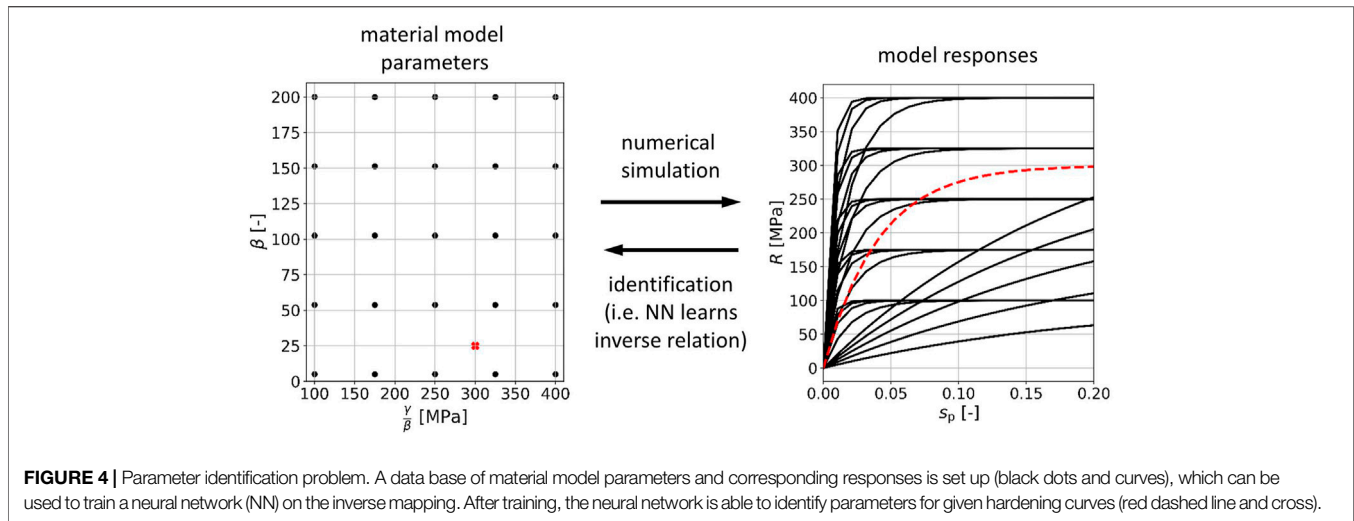 material model
parameters
200
175
150
125
100
75
50
25
0
β [-]
100 150 200 250 300 350 400
γ/β [MPa]
numerical
simulation
identification
(i.e. NN learns
inverse relation)
model responses
400
350
300
250
200
150
100
50
0
R [MPa]
0.00 0.05 0.10 0.15 0.20
sp [-]
FIGURE 4 | Parameter identification problem. A data base of material model parameters and corresponding responses is set up (black dots and curves), which can be
used to train a neural network (NN) on the inverse mapping. After training, the neural network is able to identify parameters for given hardening curves (red dashed line and cross).